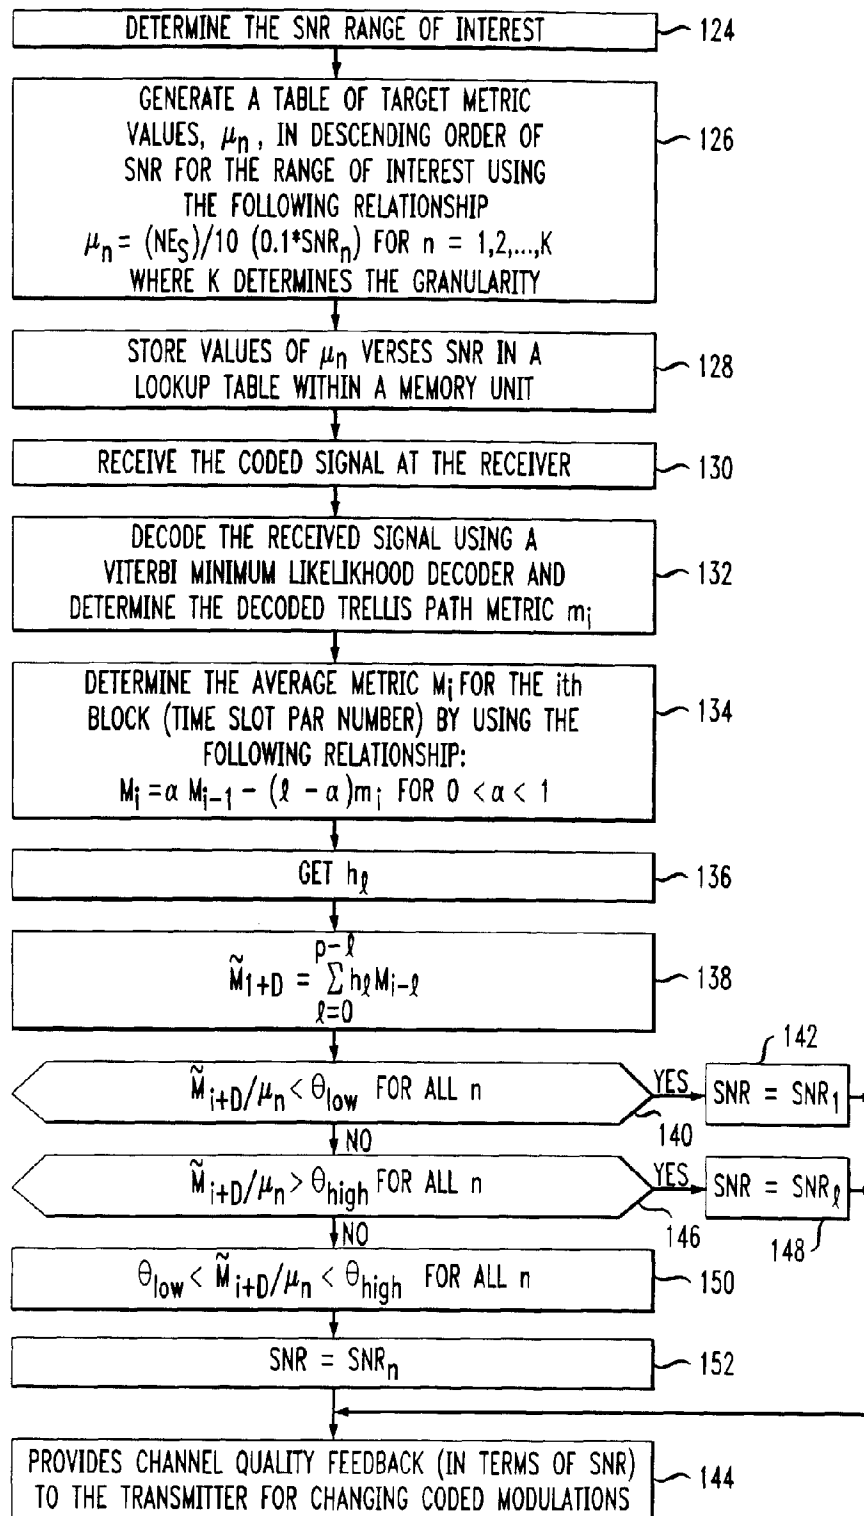 DETERMINE THE SNR RANGE OF INTEREST
124
GENERATE A TABLE OF TARGET METRIC
VALUES, μn, IN DESCENDING ORDER OF
SNR FOR THE RANGE OF INTEREST USING
THE FOLLOWING RELATIONSHIP
μn = (NES)/10 (0.1*SNRn) FOR n = 1,2,...,K
WHERE K DETERMINES THE GRANULARITY
126
STORE VALUES OF μn VERSES SNR IN A
LOOKUP TABLE WITHIN A MEMORY UNIT
128
RECEIVE THE CODED SIGNAL AT THE RECEIVER
130
DECODE THE RECEIVED SIGNAL USING A
VITERBI MINIMUM LIKELIKHOOD DECODER AND
DETERMINE THE DECODED TRELLIS PATH METRIC mi
132
DETERMINE THE AVERAGE METRIC Mi FOR THE ith
BLOCK (TIME SLOT PAR NUMBER) BY USING THE
FOLLOWING RELATIONSHIP:
Mi = α Mi-1 - (ℓ - α)mi FOR 0 < α < 1
134
GET hℓ
136
p-ℓ
M̃1+D = Σ hℓ Mi-ℓ
ℓ=0
138
M̃i+D/μn < θlow FOR ALL n
140
YES
142
SNR = SNR1
NO
M̃i+D/μn > θhigh FOR ALL n
146
YES
SNR = SNRℓ
148
NO
θlow < M̃i+D/μn < θhigh FOR ALL n
150
SNR = SNRn
152
PROVIDES CHANNEL QUALITY FEEDBACK (IN TERMS OF SNR)
TO THE TRANSMITTER FOR CHANGING CODED MODULATIONS
144